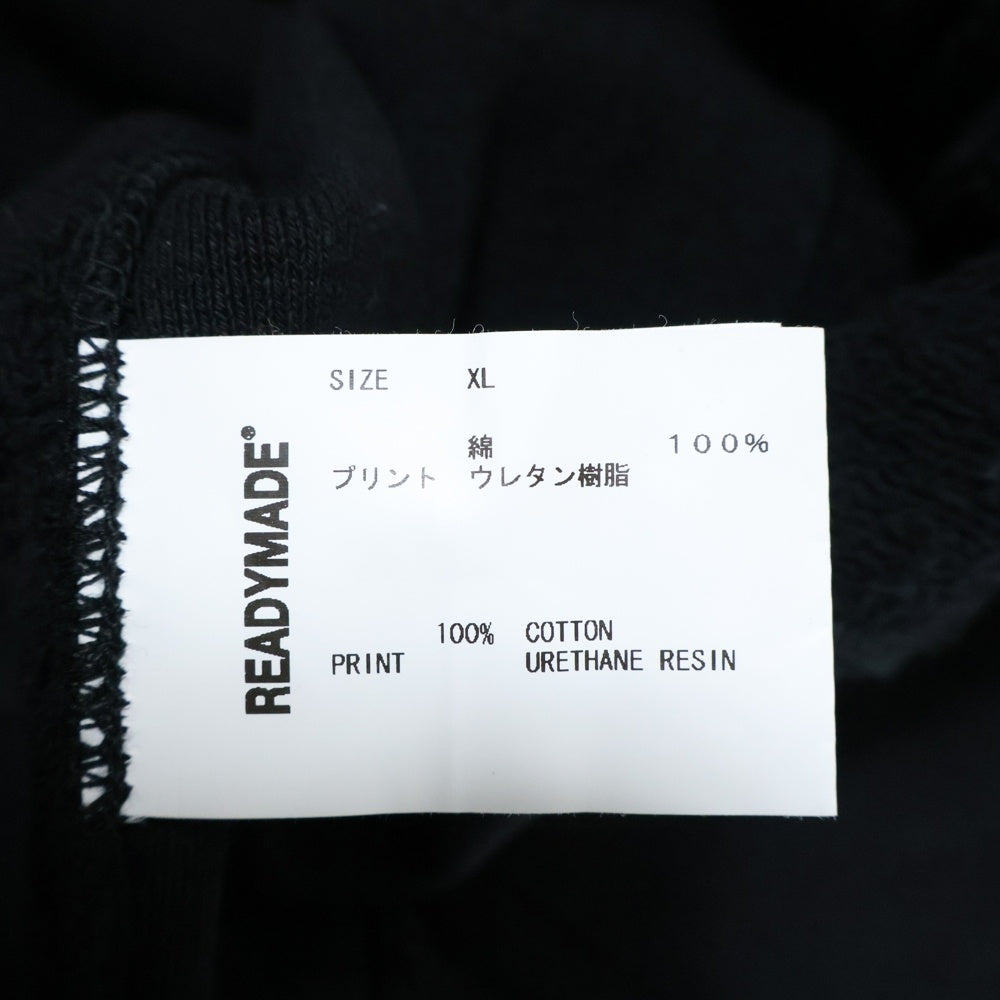 READYMADE®
SIZE XL
綿 １００％
プリント ウレタン樹脂
100% COTTON
PRINT URETHANE RESIN